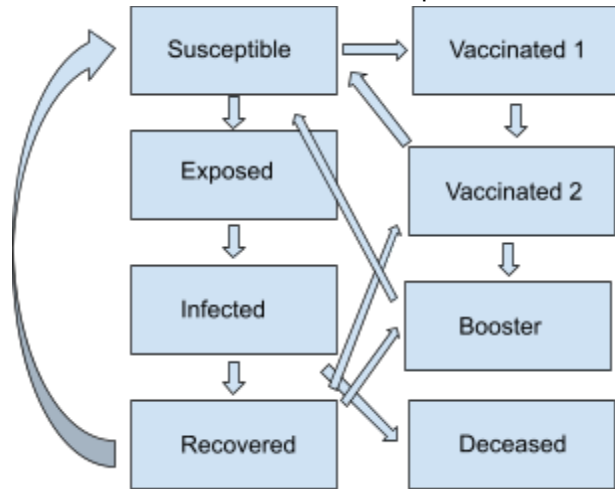 Susceptible
Vaccinated 1
Exposed
Vaccinated 2
Infected
Booster
Recovered
Deceased